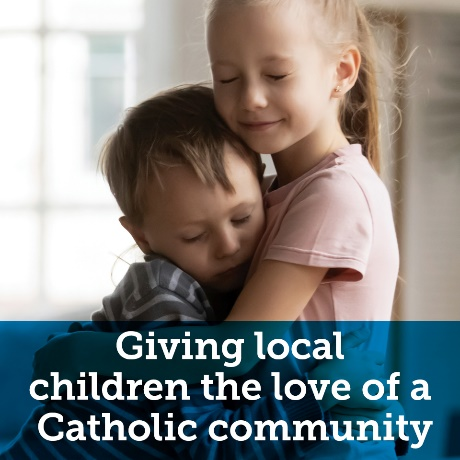 Giving local
children the love of a
Catholic community